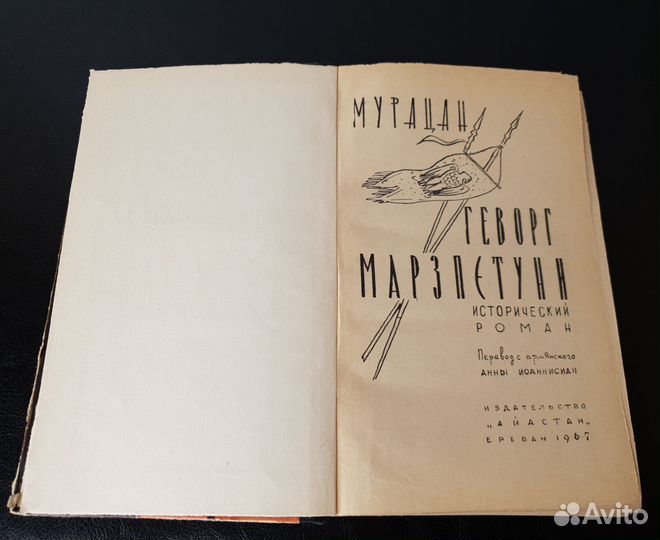 МУРАЦАН
ГЕВОРГ
МАРЗПЕТУНИ
ИСТОРИЧЕСКИЙ
РОМАН
Перевод с армянского
АННЫ ИОАННИСИАН
ИЗДАТЕЛЬСТВО
"АЙАСТАН"
ЕРЕВАН 1967
Avito